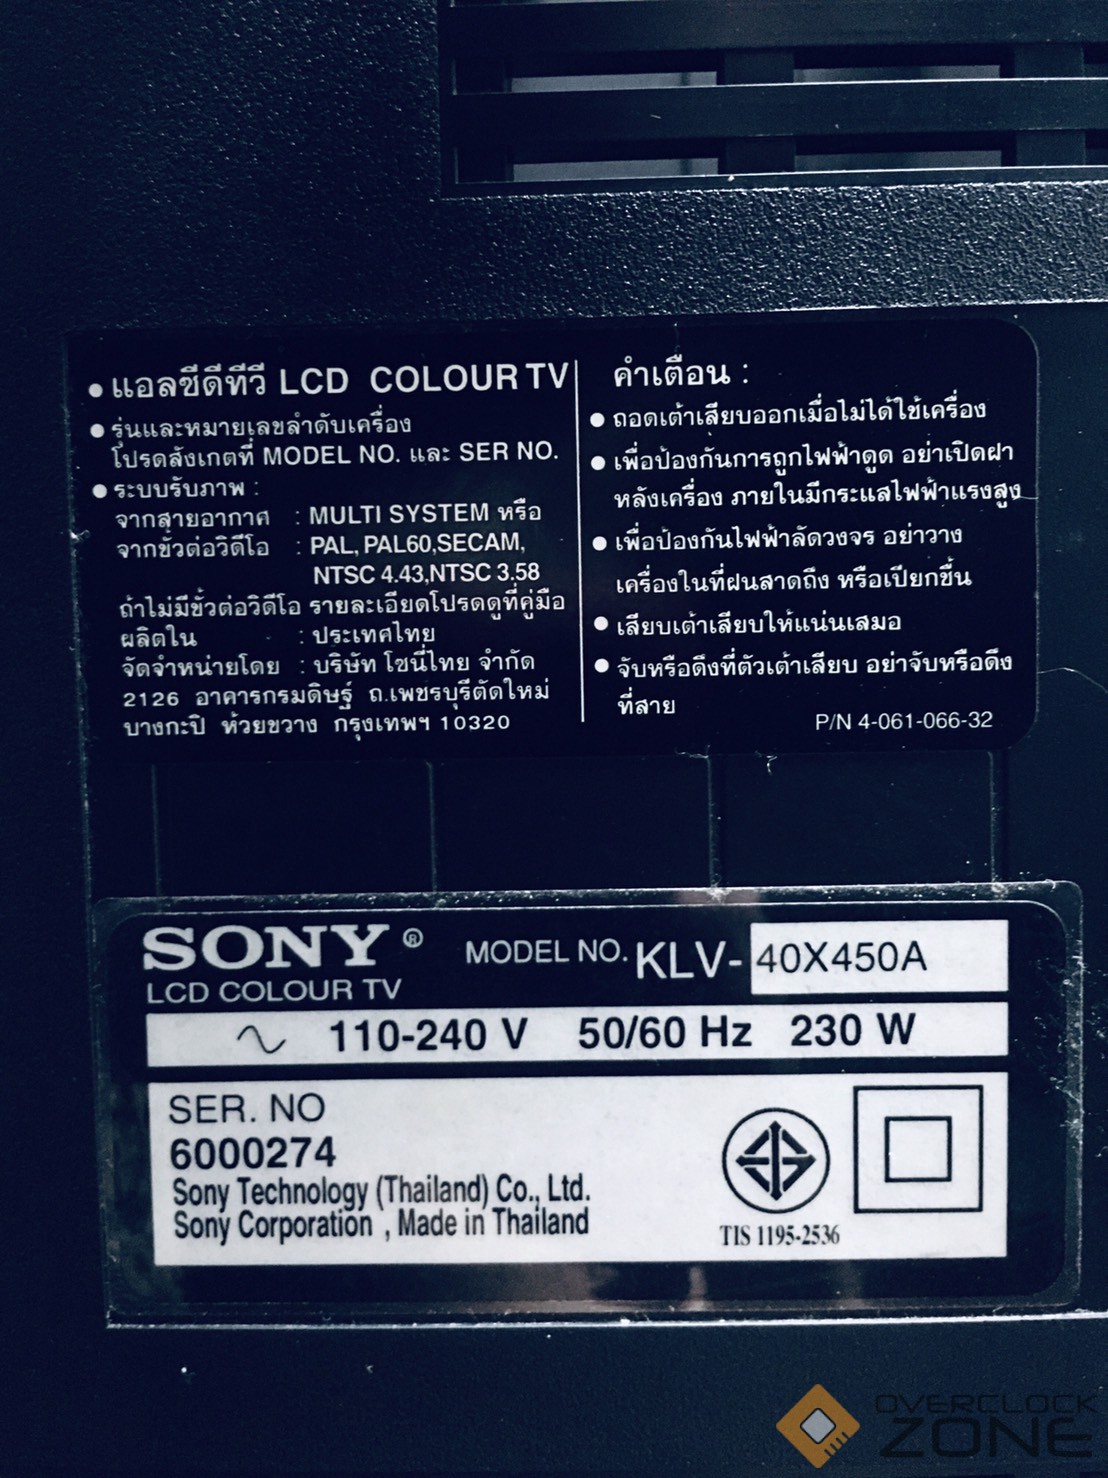 • แอลซีดีทีวี LCD COLOUR TV
• รุ่นและหมายเลขลำดับเครื่อง
โปรดสังเกตที่ MODEL NO. และ SER NO.
• ระบบรับภาพ :
จากสายอากาศ : MULTI SYSTEM หรือ
จากขั้วต่อวิดีโอ : PAL, PAL60,SECAM,
NTSC 4.43,NTSC 3.58
ถ้าไม่มีขั้วต่อวิดีโอ รายละเอียดโปรดดูที่คู่มือ
ผลิตใน : ประเทศไทย
จัดจำหน่ายโดย : บริษัท โซนี่ไทย จำกัด
2126 อาคารกรมดิษฐ์ ถ.เพชรบุรีตัดใหม่
บางกะปิ ห้วยขวาง กรุงเทพฯ 10320
คำเตือน :
• ถอดเต้าเสียบออกเมื่อไม่ได้ใช้เครื่อง
• เพื่อป้องกันการถูกไฟฟ้าดูด อย่าเปิดฝา
หลังเครื่อง ภายในมีกระแสไฟฟ้าแรงสูง
• เพื่อป้องกันไฟฟ้าลัดวงจร อย่าวาง
เครื่องในที่ฝนสาดถึง หรือเปียกชื้น
• เสียบเต้าเสียบให้แน่นเสมอ
• จับหรือดึงที่ตัวเต้าเสียบ อย่าจับหรือดึง
ที่สาย
P/N 4-061-066-32
SONY ® MODEL NO. KLV-40X450A
LCD COLOUR TV
110-240 V 50/60 Hz 230 W
SER. NO
6000274
Sony Technology (Thailand) Co., Ltd.
Sony Corporation , Made in Thailand
TIS 1195-2536
OVERCLOCK
ZONE